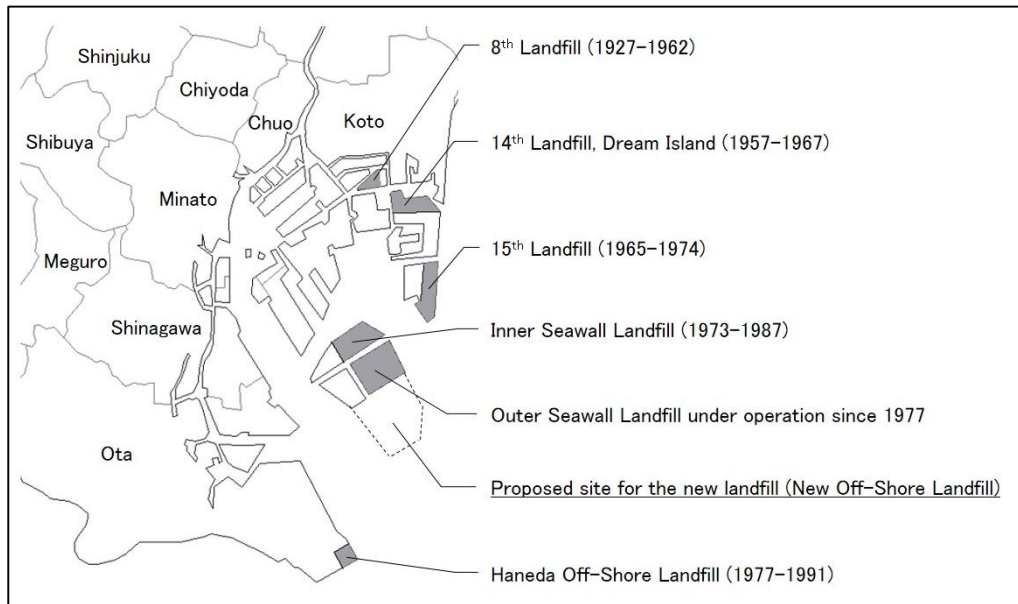 Shinjuku
Chiyoda
Shibuya
Chuo
Koto
Minato
Meguro
Shinagawa
Ota
8th Landfill (1927-1962)
14th Landfill, Dream Island (1957-1967)
15th Landfill (1965-1974)
Inner Seawall Landfill (1973-1987)
Outer Seawall Landfill under operation since 1977
Proposed site for the new landfill (New Off-Shore Landfill)
Haneda Off-Shore Landfill (1977-1991)